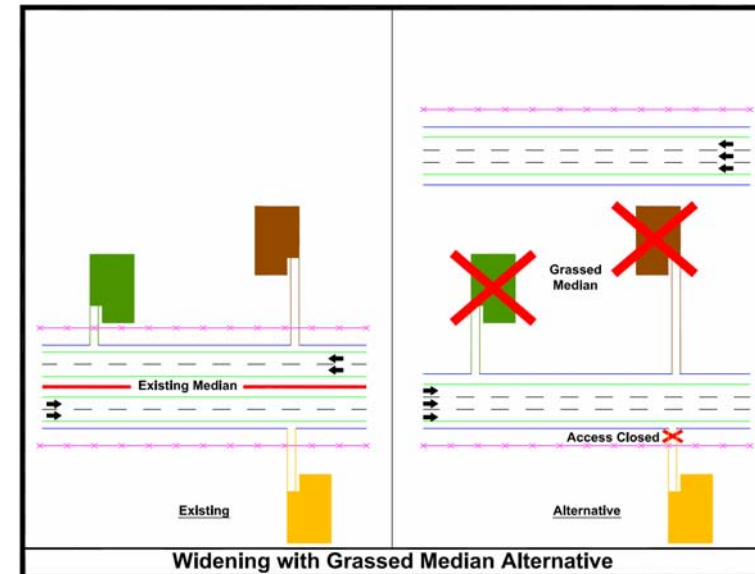 Existing Median
Existing
Grassed
Median
Access Closed
Alternative
Widening with Grassed Median Alternative